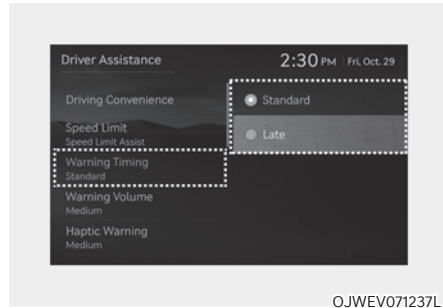 Driver Assistance
2:30 PM Fri, Oct. 29
Driving Convenience
Speed Limit
Speed Limit Assist
Warning Timing
Standard
Warning Volume
Medium
Haptic Warning
Medium
Standard
Late
OJWEV071237L